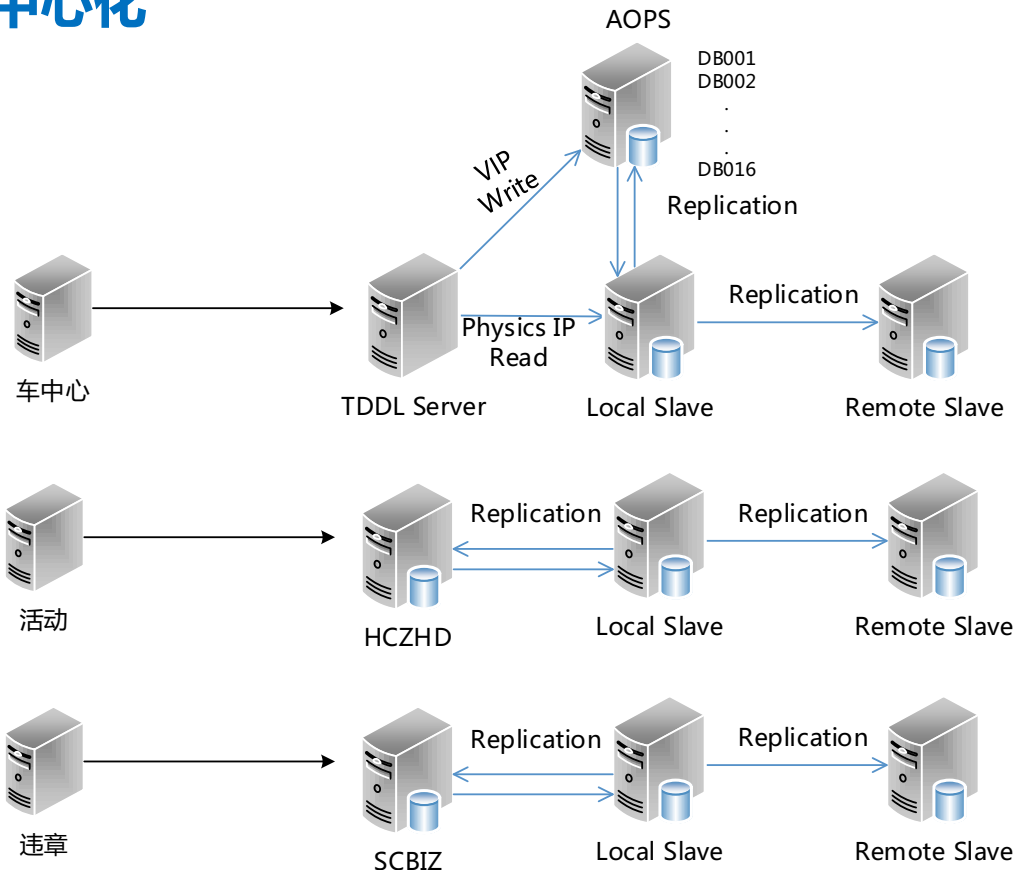 中心化
AOPS
DB001
DB002
.
.
.
DB016
VIP
Write
Replication
Replication
Physics IP
Read
车中心
TDDL Server
Local Slave
Remote Slave
Replication
Replication
活动
HCZHD
Local Slave
Remote Slave
Replication
Replication
违章
SCBIZ
Local Slave
Remote Slave